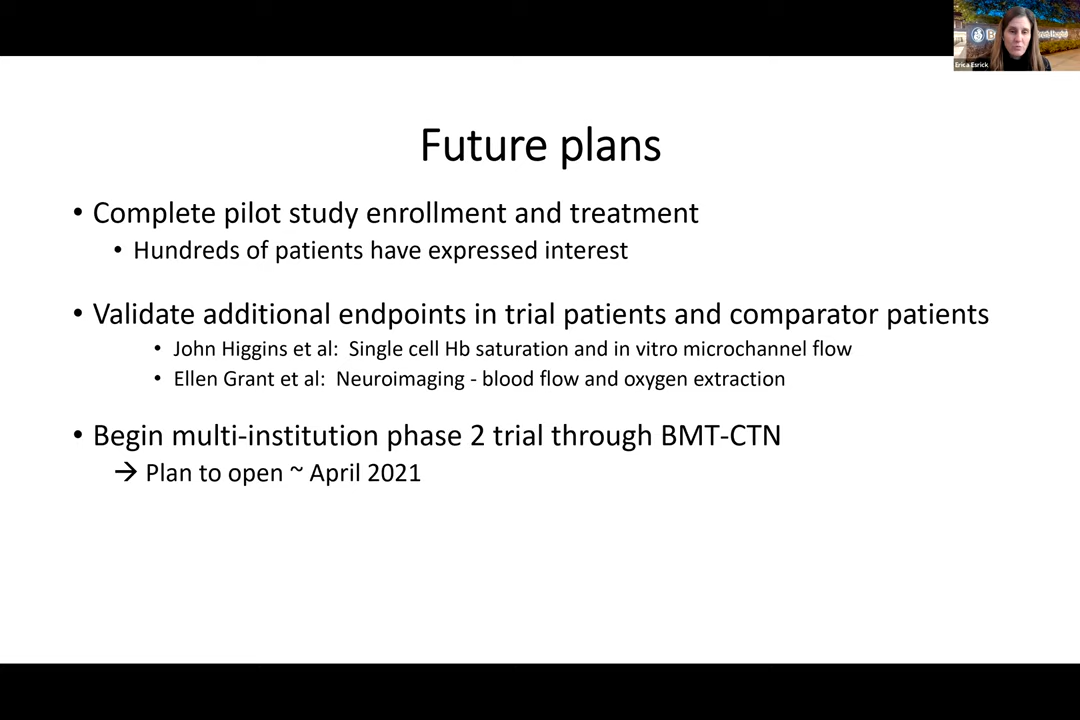 Erica Esrick
Future plans
• Complete pilot study enrollment and treatment
• Hundreds of patients have expressed interest
• Validate additional endpoints in trial patients and comparator patients
• John Higgins et al: Single cell Hb saturation and in vitro microchannel flow
• Ellen Grant et al: Neuroimaging - blood flow and oxygen extraction
• Begin multi-institution phase 2 trial through BMT-CTN
→ Plan to open ~ April 2021